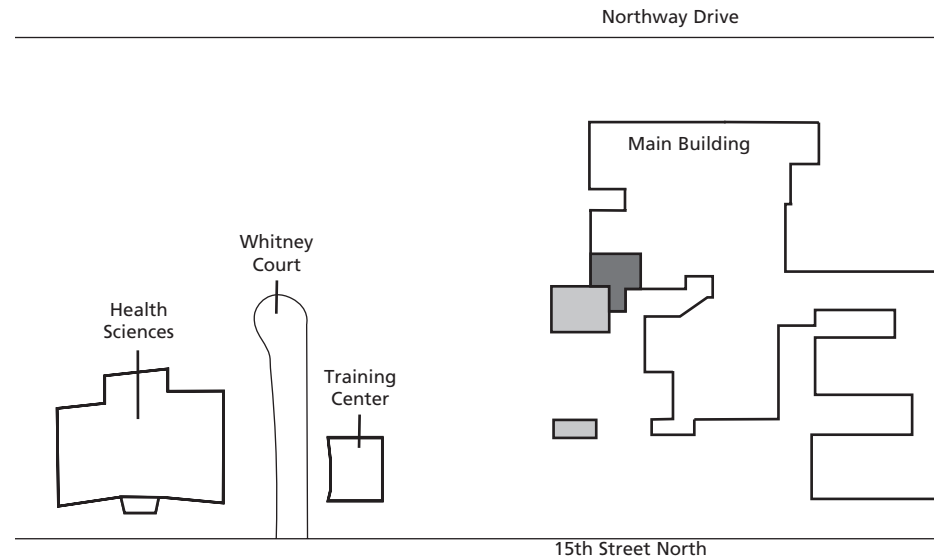 Northway Drive
Main Building
Whitney
Court
Health
Sciences
Training
Center
15th Street North